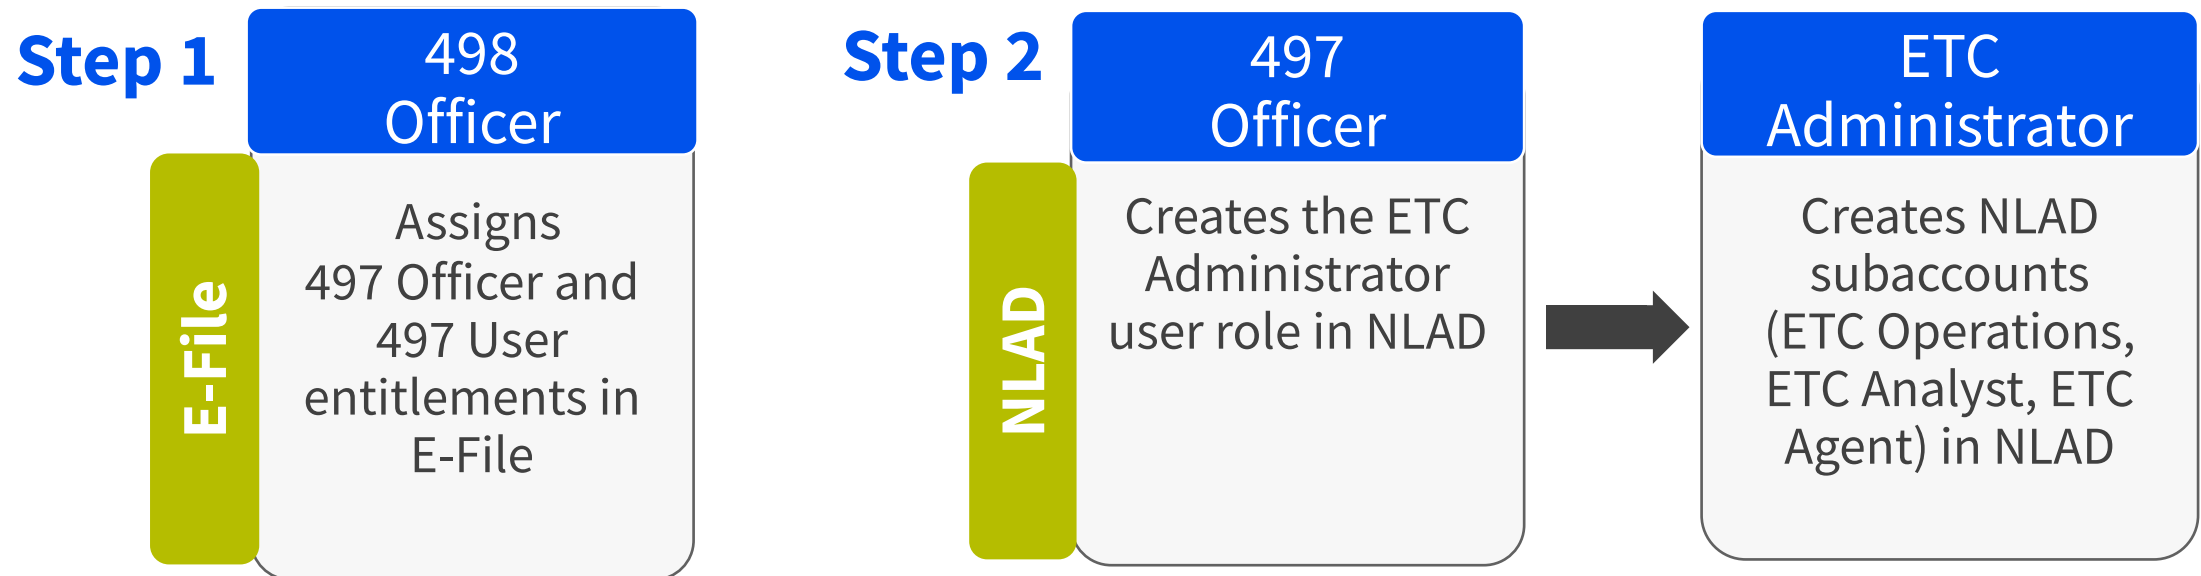 Step 1
498
Officer
E-File
Assigns
497 Officer and
497 User
entitlements in
E-File
Step 2
497
Officer
NLAD
Creates the ETC
Administrator
user role in NLAD
ETC
Administrator
Creates NLAD
subaccounts
(ETC Operations,
ETC Analyst, ETC
Agent) in NLAD